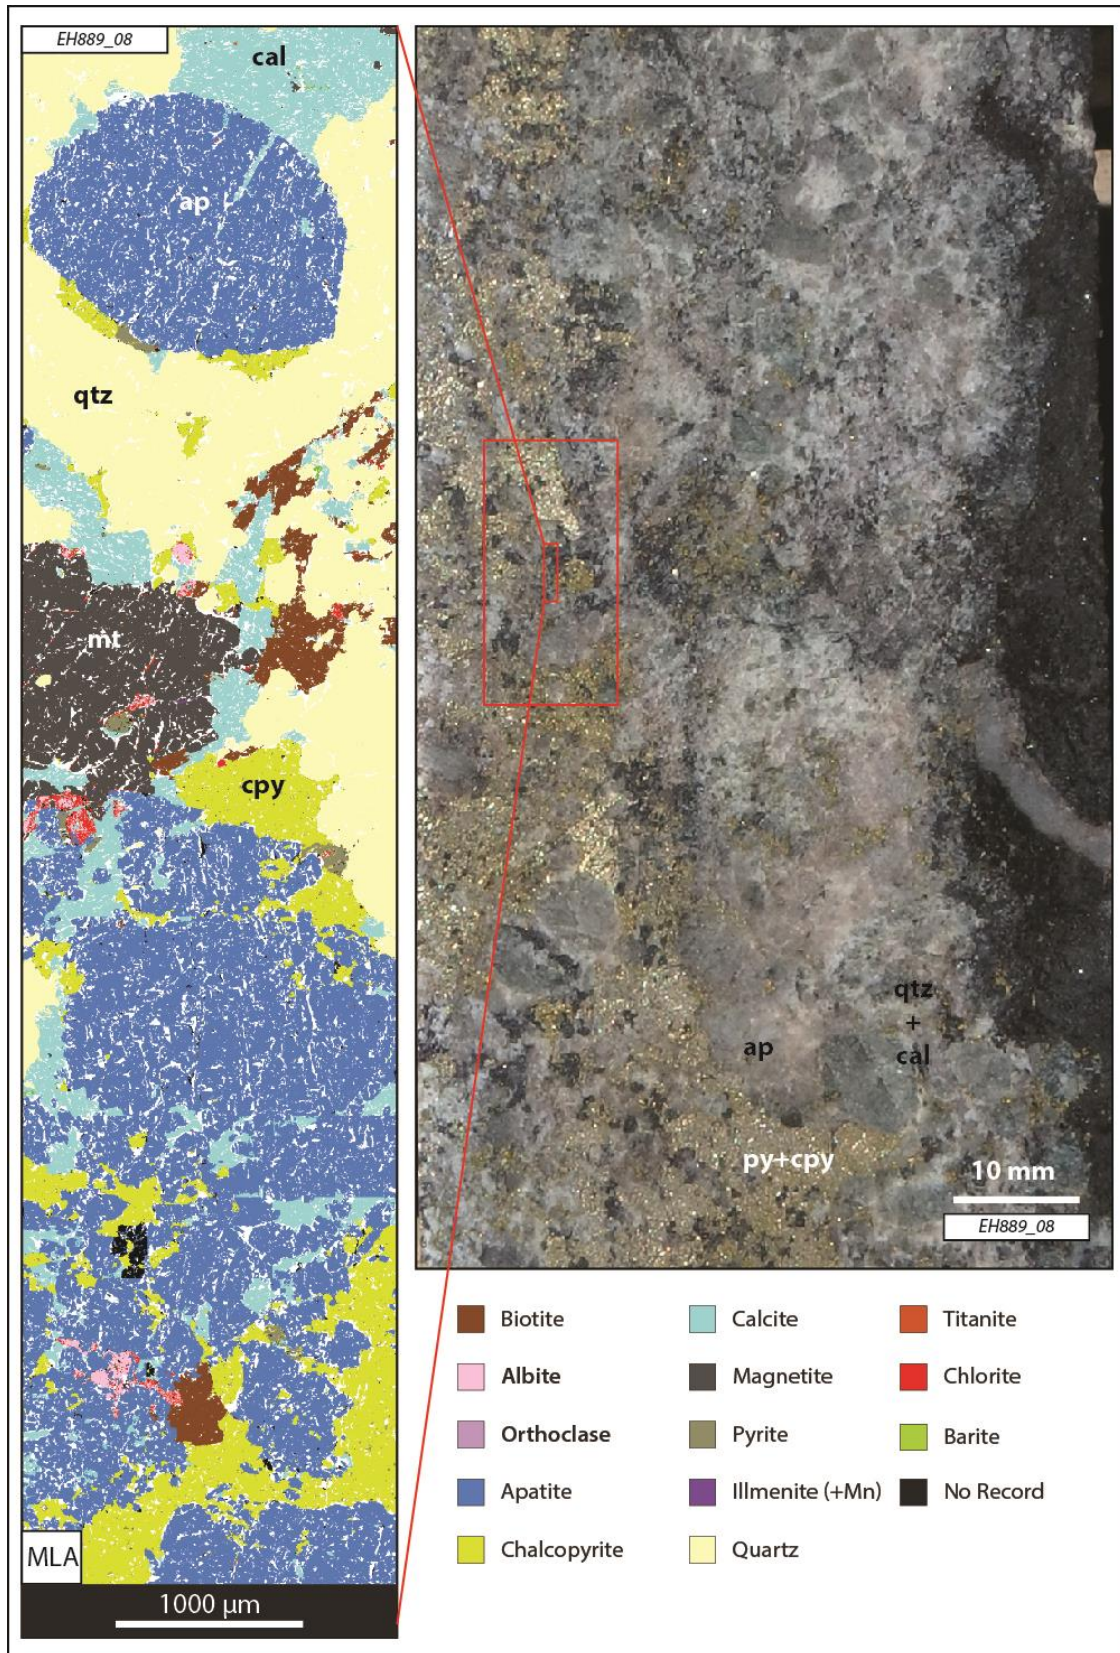 EH889_08
cal
ap
qtz
mt
cpy
MLA
1000 µm
qtz
+
cal
ap
py+cpy
10 mm
EH889_08
Biotite
Calcite
Titanite
Albite
Magnetite
Chlorite
Orthoclase
Pyrite
Barite
Apatite
Illmenite (+Mn)
No Record
Chalcopyrite
Quartz